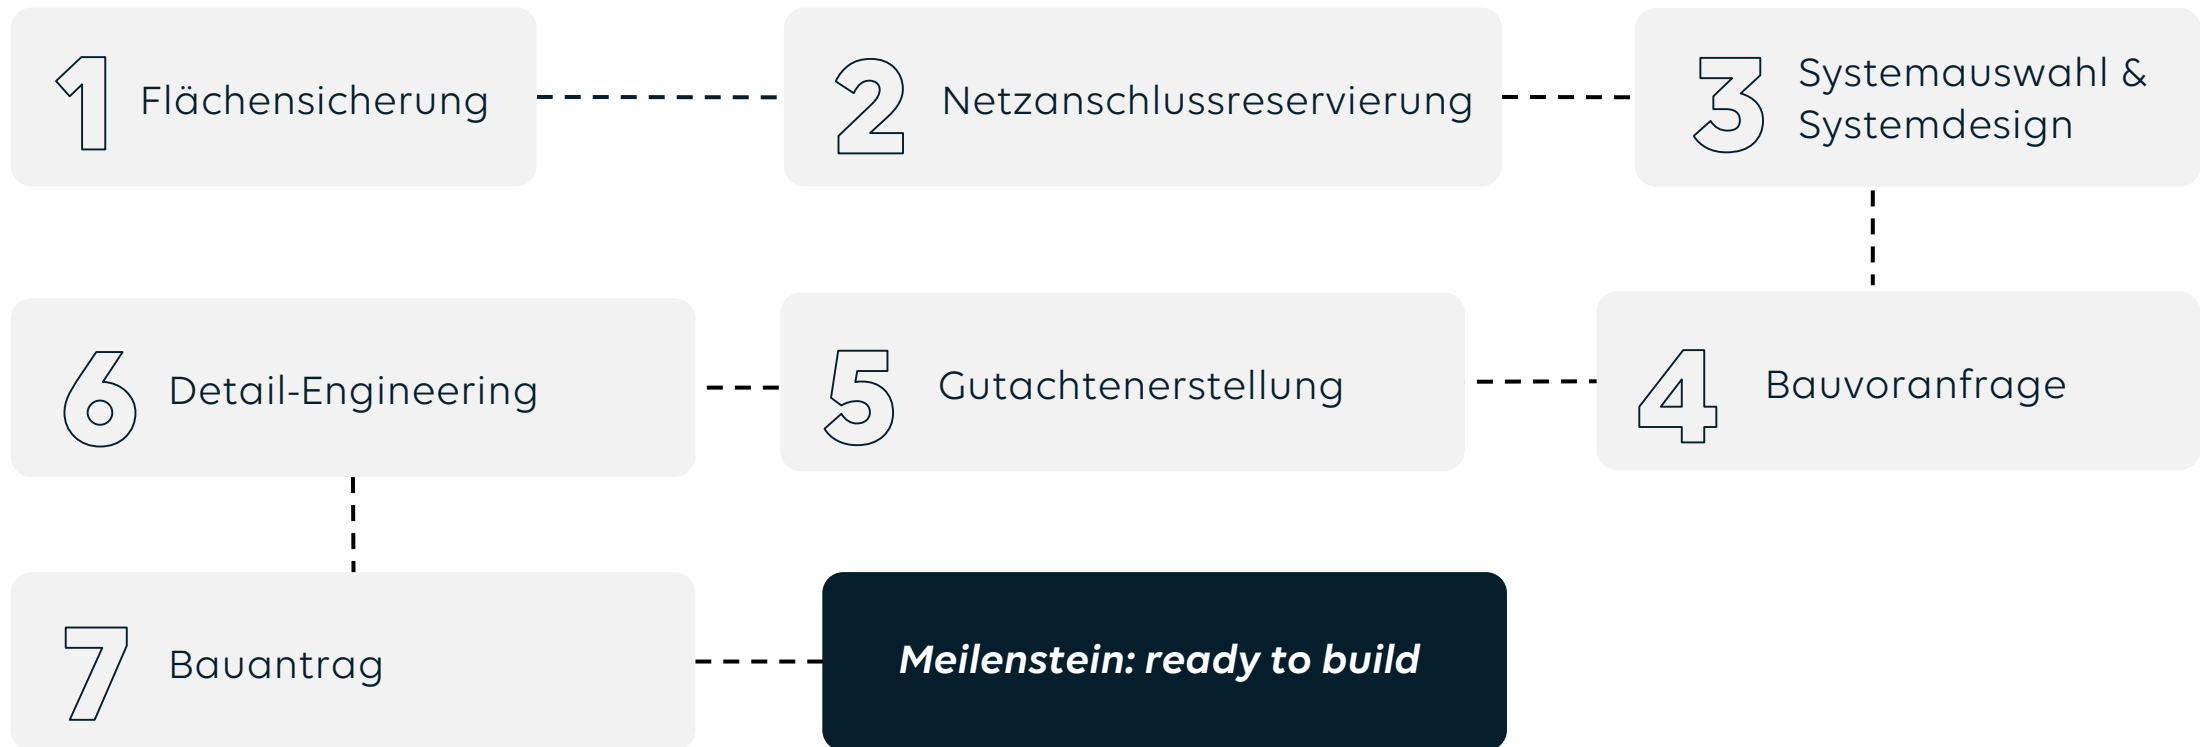 1 Flächensicherung
2 Netzanschlussreservierung
3 Systemauswahl &
Systemdesign
4 Bauvoranfrage
5 Gutachtenerstellung
6 Detail-Engineering
7 Bauantrag
Meilenstein: ready to build